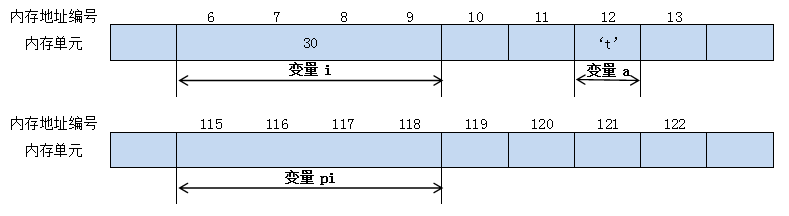 内存地址编号 6 7 8 9 10 11 12 13
内存单元 30 ‘t’
变量 i 变量 a
内存地址编号 115 116 117 118 119 120 121 122
内存单元
变量 pi